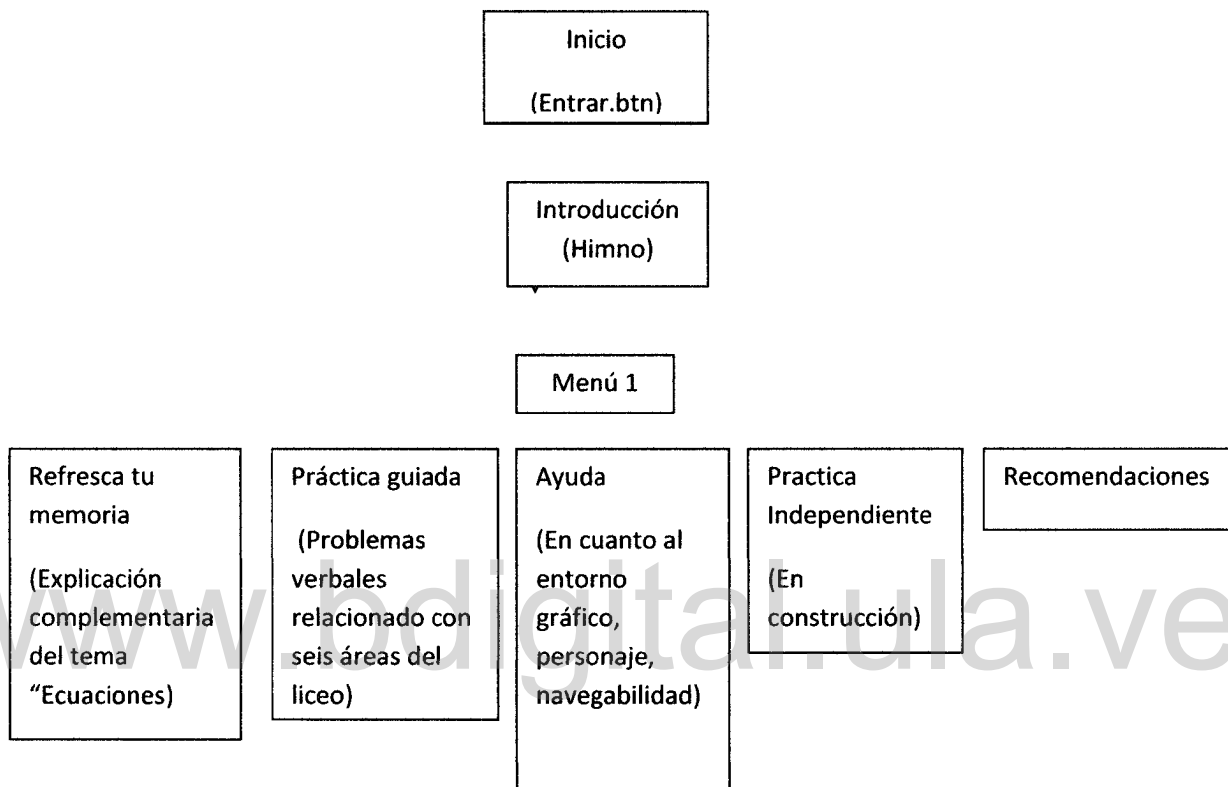 Inicio
(Entrar.btn)
Introducción
(Himno)
Menú 1
Refresca tu
memoria
(Explicación
complementaria
del tema
“Ecuaciones)
Práctica guiada
(Problemas
verbales
relacionado con
seis áreas del
liceo)
Ayuda
(En cuanto al
entorno
gráfico,
personaje,
navegabilidad)
Practica
Independiente
(En
construcción)
Recomendaciones
www.bdigital.ula.ve